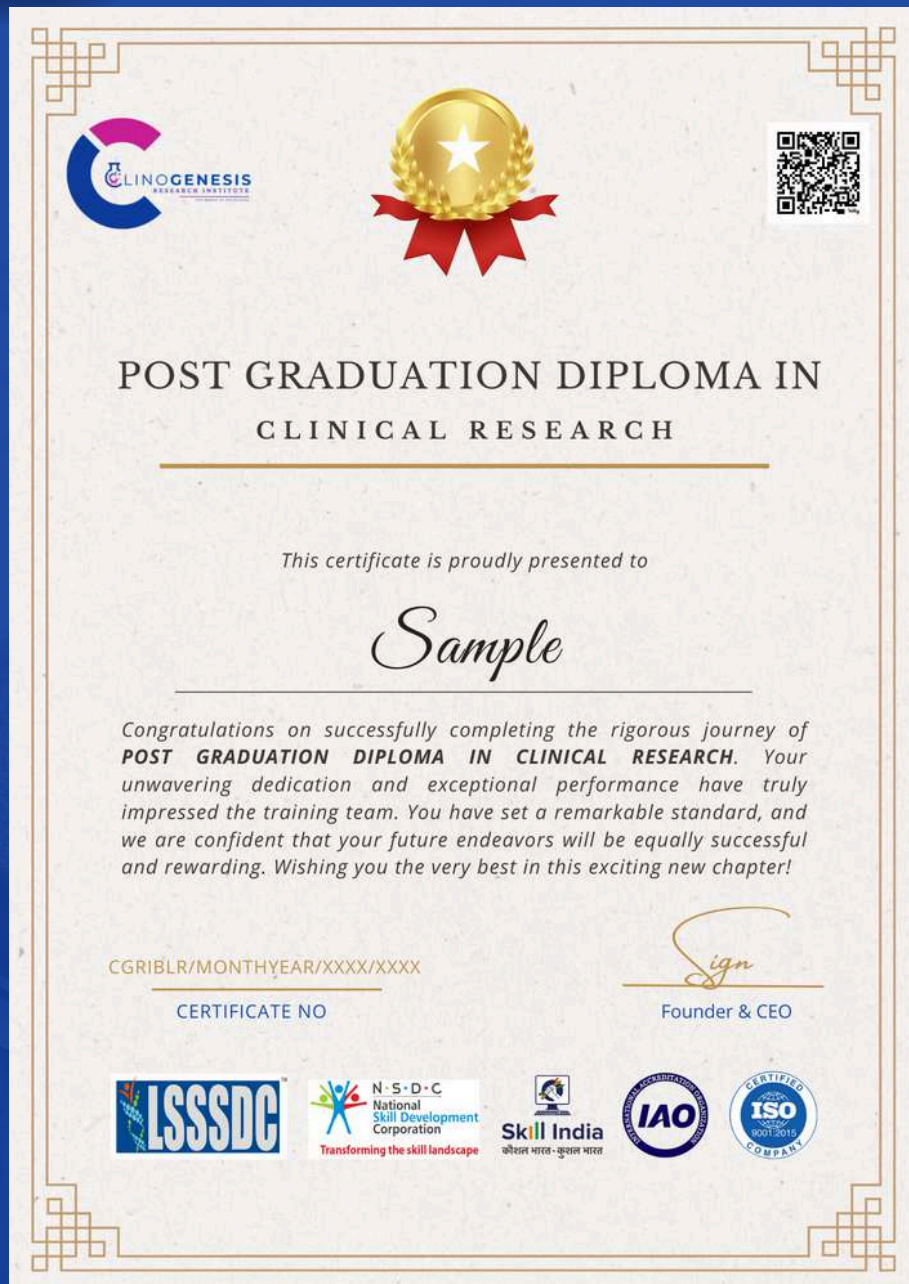 CLINOGENESIS
RESEARCH INSTITUTE
POST GRADUATION DIPLOMA IN
CLINICAL RESEARCH
This certificate is proudly presented to
Sample
Congratulations on successfully completing the rigorous journey of
POST GRADUATION DIPLOMA IN CLINICAL RESEARCH. Your
unwavering dedication and exceptional performance have truly
impressed the training team. You have set a remarkable standard, and
we are confident that your future endeavors will be equally successful
and rewarding. Wishing you the very best in this exciting new chapter!
CGRIBLR/MONTHYEAR/XXXX/XXXX
CERTIFICATE NO
Sign
Founder & CEO
LSSSDC
N·S·D·C
National
Skill Development
Corporation
Transforming the skill landscape
Skill India
कौशल भारत-कुशल भारत
INTERNATIONAL ACCREDITATION ORGANIZATION
IAO
CERTIFIED
ISO
9001:2015
COMPANY